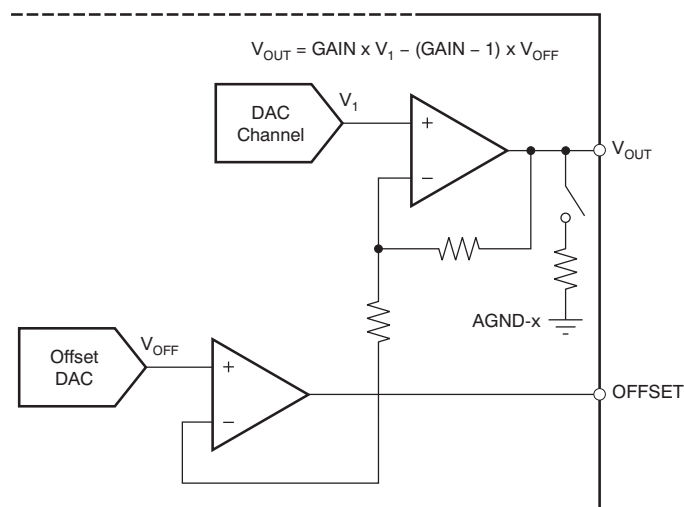 V_OUT = GAIN x V_1 – (GAIN – 1) x V_OFF
DAC
Channel
V_1
+
–
V_OUT
AGND-x
Offset
DAC
V_OFF
+
–
OFFSET